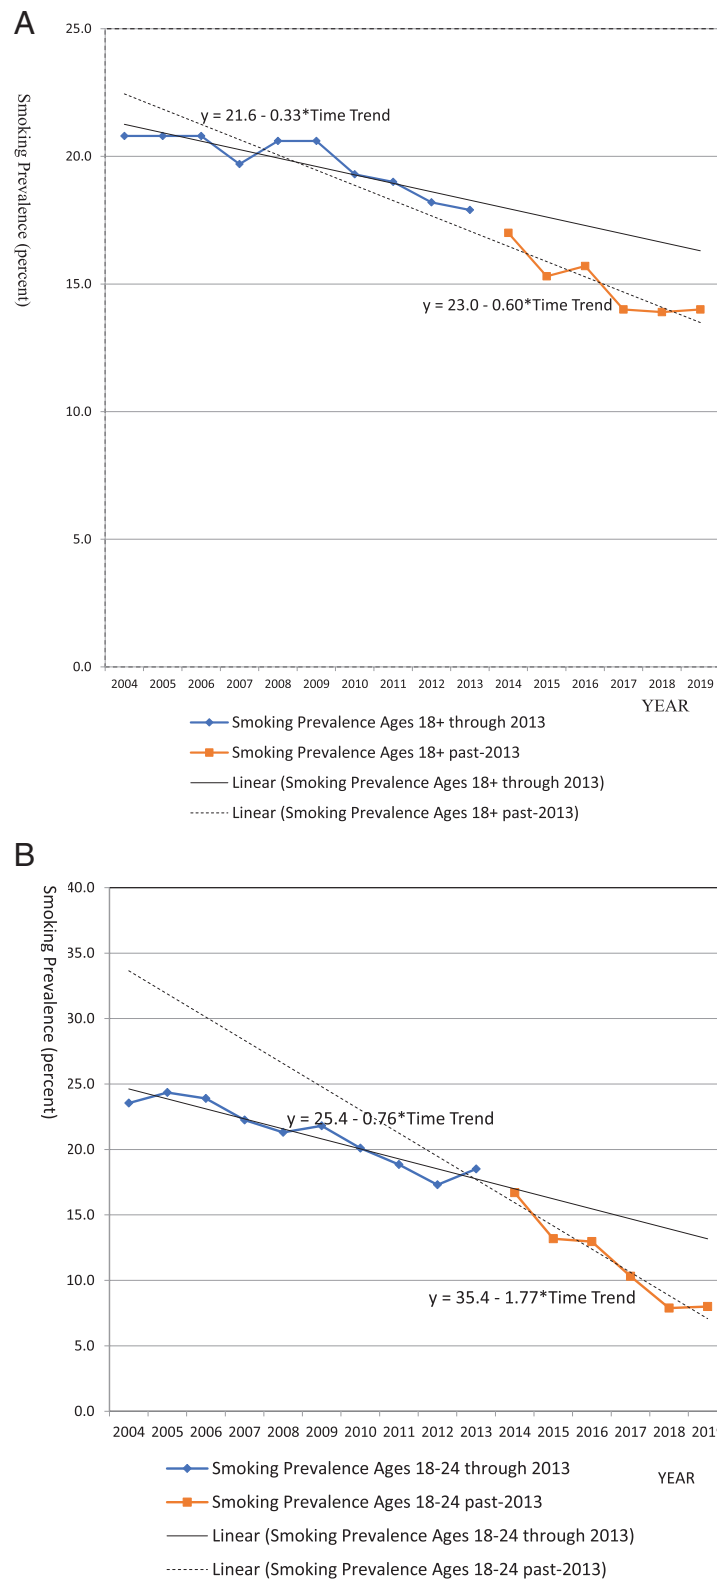 A
25.0
y = 21.6 - 0.33*Time Trend
20.0
Smoking Prevalence (percent)
15.0
y = 23.0 - 0.60*Time Trend
10.0
5.0
0.0
2004 2005 2006 2007 2008 2009 2010 2011 2012 2013 2014 2015 2016 2017 2018 2019
YEAR
Smoking Prevalence Ages 18+ through 2013
Smoking Prevalence Ages 18+ past-2013
Linear (Smoking Prevalence Ages 18+ through 2013)
Linear (Smoking Prevalence Ages 18+ past-2013)
B
40.0
Smoking Prevalence (percent)
35.0
30.0
25.0
y = 25.4 - 0.76*Time Trend
20.0
15.0
10.0
y = 35.4 - 1.77*Time Trend
5.0
0.0
2004 2005 2006 2007 2008 2009 2010 2011 2012 2013 2014 2015 2016 2017 2018 2019
Smoking Prevalence Ages 18-24 through 2013
YEAR
Smoking Prevalence Ages 18-24 past-2013
Linear (Smoking Prevalence Ages 18-24 through 2013)
Linear (Smoking Prevalence Ages 18-24 past-2013)